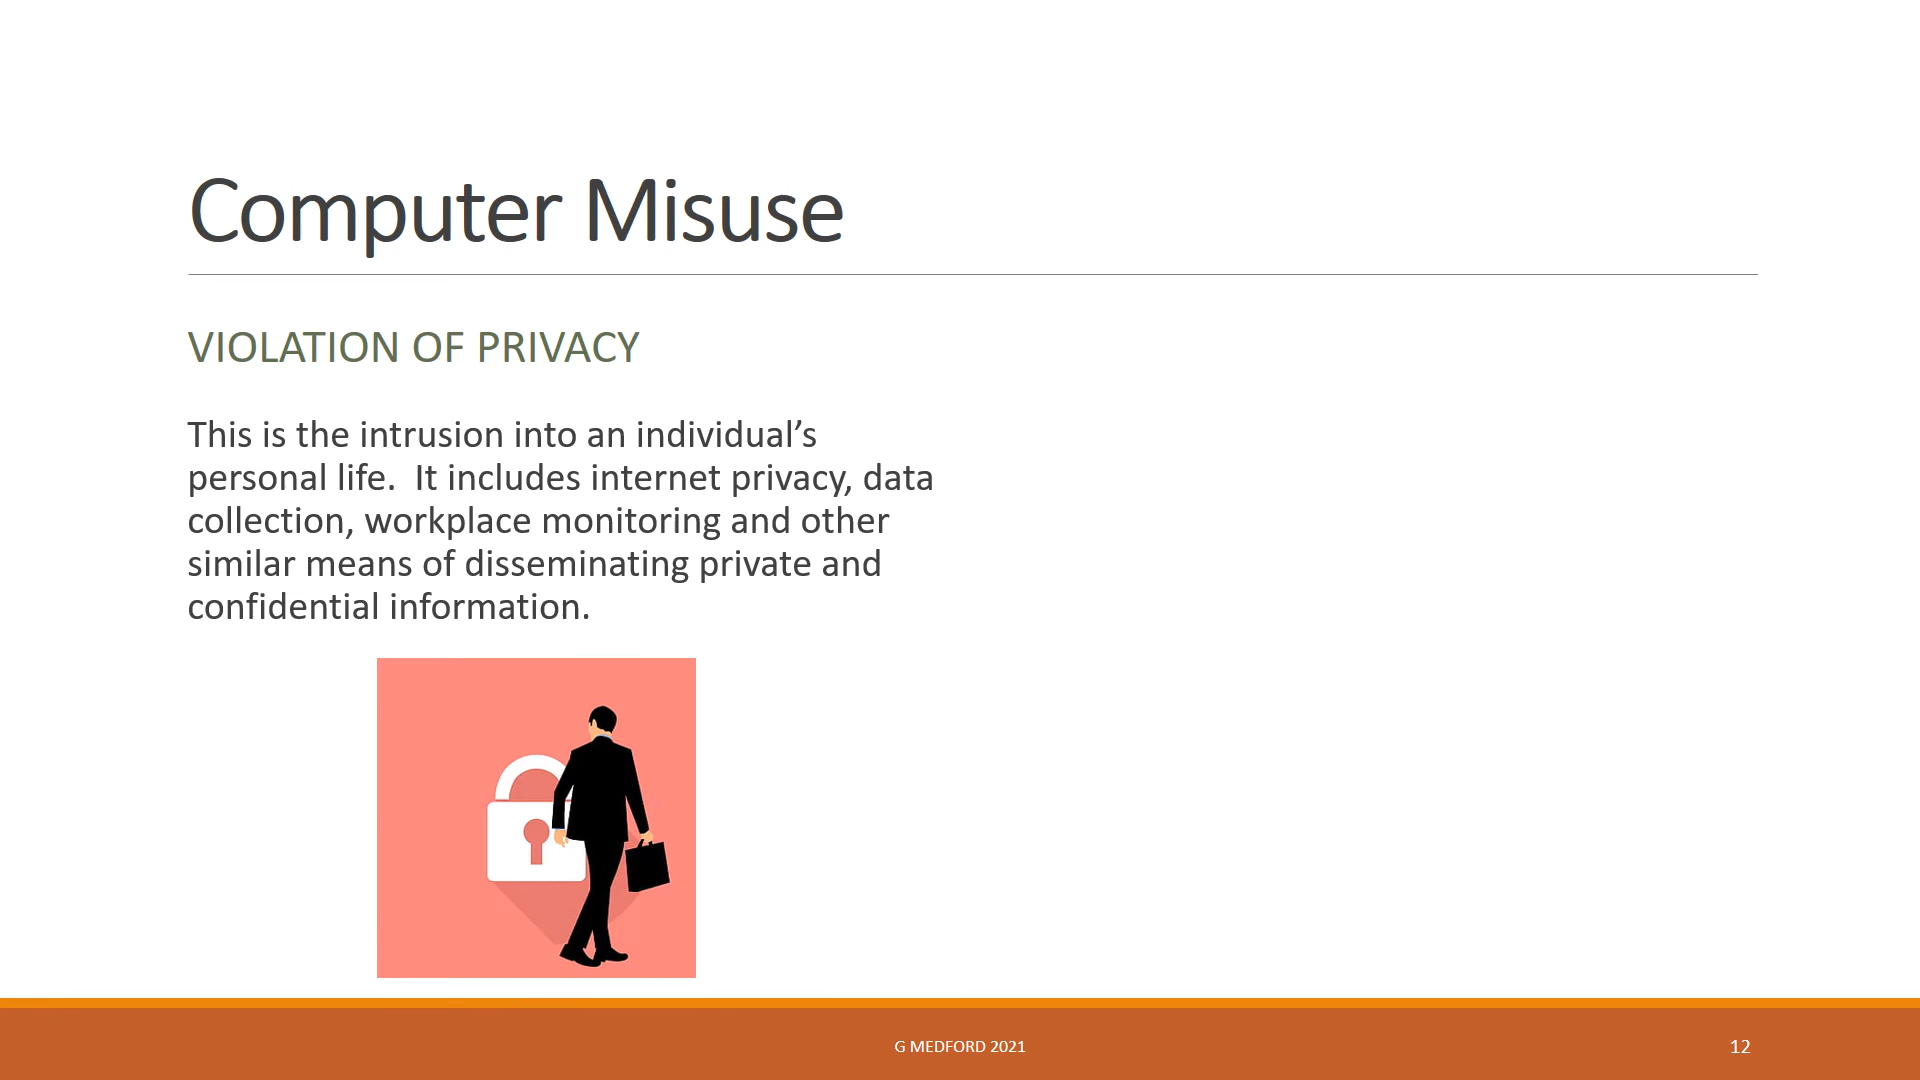 Computer Misuse
VIOLATION OF PRIVACY
This is the intrusion into an individual’s
personal life.  It includes internet privacy, data
collection, workplace monitoring and other
similar means of disseminating private and
confidential information.
G MEDFORD 2021
12